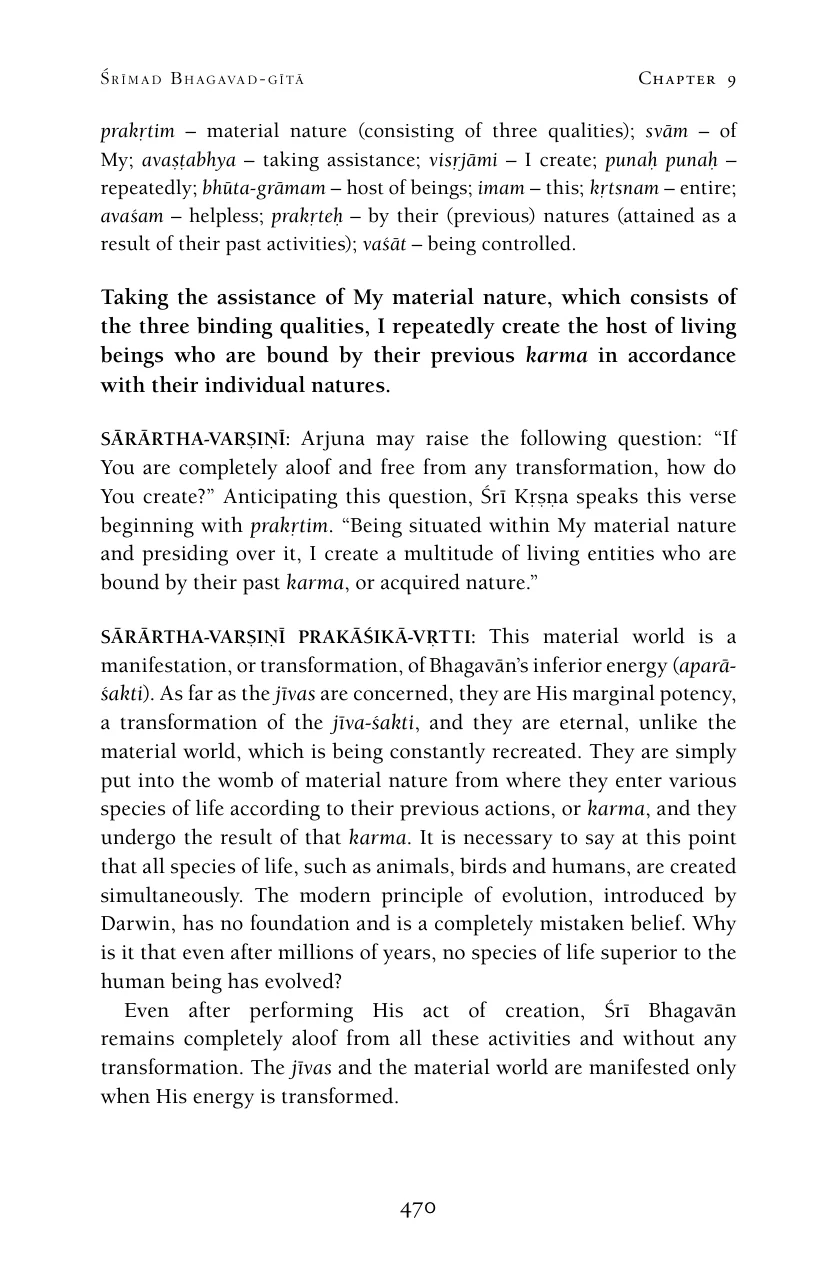 Śrīmad Bhagavad-gītā Chapter 9
prakṛtim – material nature (consisting of three qualities); svām – of
My; avaṣṭabhya – taking assistance; visṛjāmi – I create; punaḥ punaḥ –
repeatedly; bhūta-grāmam – host of beings; imam – this; kṛtsnam – entire;
avaśam – helpless; prakṛteḥ – by their (previous) natures (attained as a
result of their past activities); vaśāt – being controlled.
Taking the assistance of My material nature, which consists of
the three binding qualities, I repeatedly create the host of living
beings who are bound by their previous karma in accordance
with their individual natures.
SĀRĀRTHA-VARṢIṆĪ: Arjuna may raise the following question: “If
You are completely aloof and free from any transformation, how do
You create?” Anticipating this question, Śrī Kṛṣṇa speaks this verse
beginning with prakṛtim. “Being situated within My material nature
and presiding over it, I create a multitude of living entities who are
bound by their past karma, or acquired nature.”
SĀRĀRTHA-VARṢIṆĪ PRAKĀŚIKĀ-VṚTTI: This material world is a
manifestation, or transformation, of Bhagavān’s inferior energy (aparā-
śakti). As far as the jīvas are concerned, they are His marginal potency,
a transformation of the jīva-śakti, and they are eternal, unlike the
material world, which is being constantly recreated. They are simply
put into the womb of material nature from where they enter various
species of life according to their previous actions, or karma, and they
undergo the result of that karma. It is necessary to say at this point
that all species of life, such as animals, birds and humans, are created
simultaneously. The modern principle of evolution, introduced by
Darwin, has no foundation and is a completely mistaken belief. Why
is it that even after millions of years, no species of life superior to the
human being has evolved?
Even after performing His act of creation, Śrī Bhagavān
remains completely aloof from all these activities and without any
transformation. The jīvas and the material world are manifested only
when His energy is transformed.
470